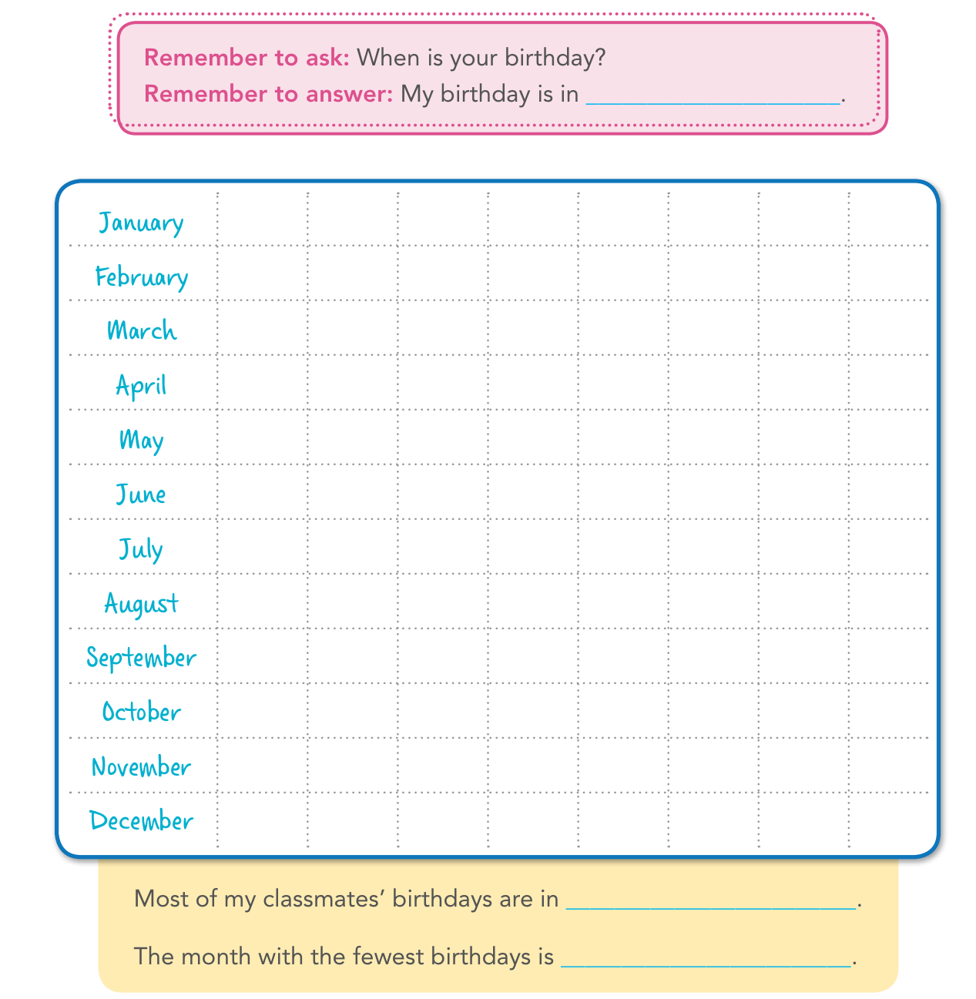 Remember to ask: When is your birthday?
Remember to answer: My birthday is in ____________________.
January
February
March
April
May
June
July
August
September
October
November
December
Most of my classmates’ birthdays are in _______________________.
The month with the fewest birthdays is _______________________.